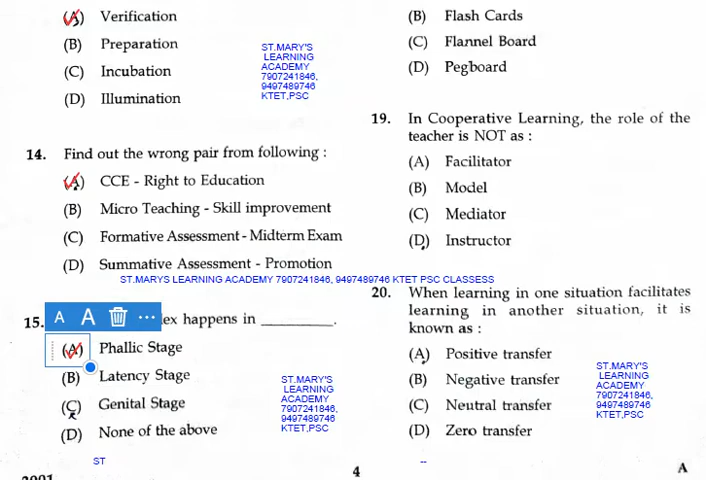 (A) Verification
(B) Preparation
(C) Incubation
(D) Illumination
ST.MARY'S
LEARNING
ACADEMY
7907241846,
9497489746
KTET,PSC
14. Find out the wrong pair from following :
(A) CCE - Right to Education
(B) Micro Teaching - Skill improvement
(C) Formative Assessment - Midterm Exam
(D) Summative Assessment - Promotion
ST.MARYS LEARNING ACADEMY 7907241846, 9497489746 KTET PSC CLASSESS
A A
15. ex happens in ________.
(A) Phallic Stage
(B) Latency Stage
(C) Genital Stage
(D) None of the above
ST.MARY'S
LEARNING
ACADEMY
7907241846,
9497489746
KTET,PSC
ST
(B) Flash Cards
(C) Flannel Board
(D) Pegboard
19. In Cooperative Learning, the role of the
teacher is NOT as :
(A) Facilitator
(B) Model
(C) Mediator
(D) Instructor
20. When learning in one situation facilitates
learning in another situation, it is
known as :
(A) Positive transfer
(B) Negative transfer
(C) Neutral transfer
(D) Zero transfer
ST.MARY'S
LEARNING
ACADEMY
7907241846,
9497489746
KTET,PSC
--
4
A